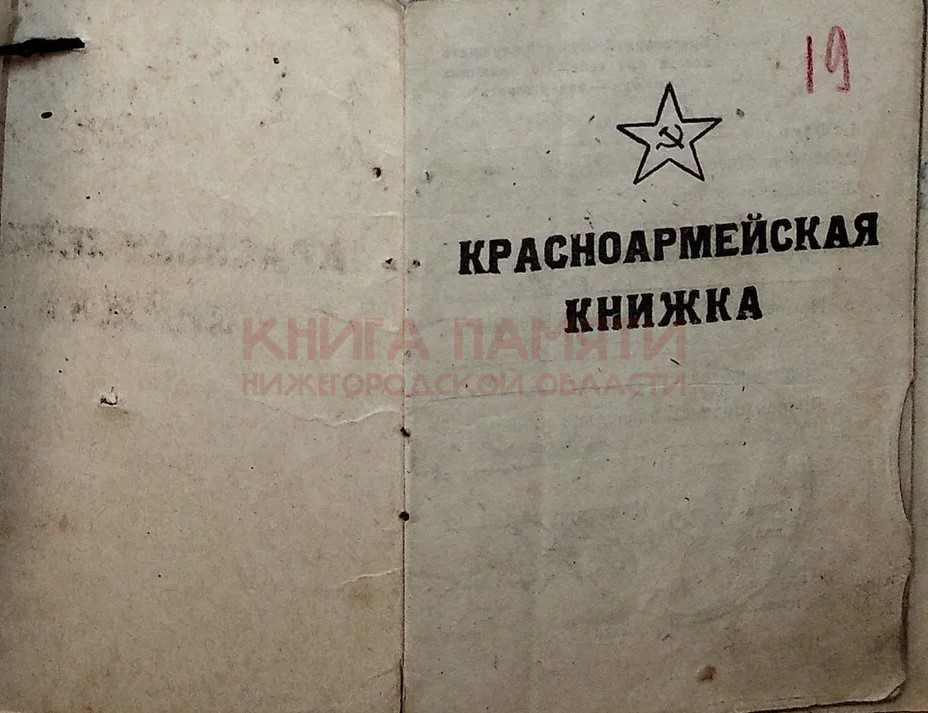 19
КРАСНОАРМЕЙСКАЯ
КНИЖКА
КНИГА ПАМЯТИ
НИЖЕГОРОДСКОЙ ОБЛАСТИ